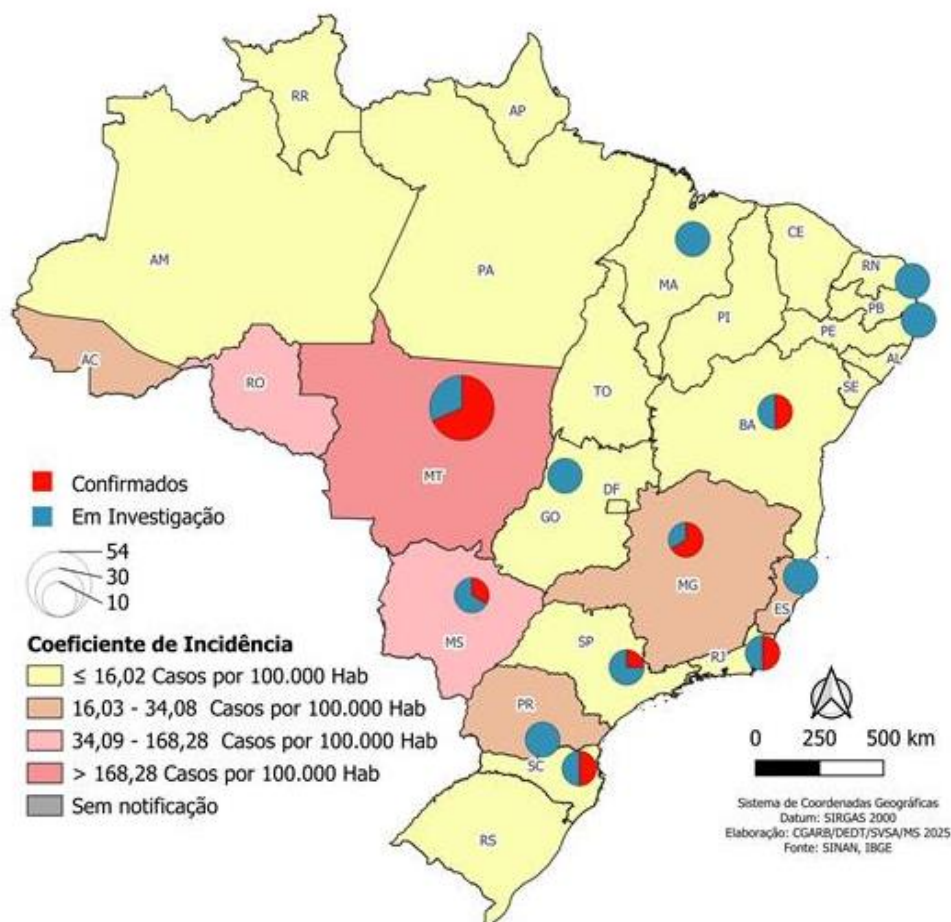 RR
AP
AM
PA
MA
CE
RN
PB
PI
PE
AL
SE
AC
RO
TO
BA
MT
Confirmados
Em Investigação
DF
GO
54
30
10
MG
ES
Coeficiente de Incidência
MS
SP
RJ
≤ 16,02 Casos por 100.000 Hab
16,03 - 34,08 Casos por 100.000 Hab
PR
34,09 - 168,28 Casos por 100.000 Hab
0 250 500 km
> 168,28 Casos por 100.000 Hab
SC
Sem notificação
RS
Sistema de Coordenadas Geográficas
Datum: SIRGAS 2000
Elaboração: CGARB/DEDT/SVSA/MS 2025
Fonte: SINAN, IBGE